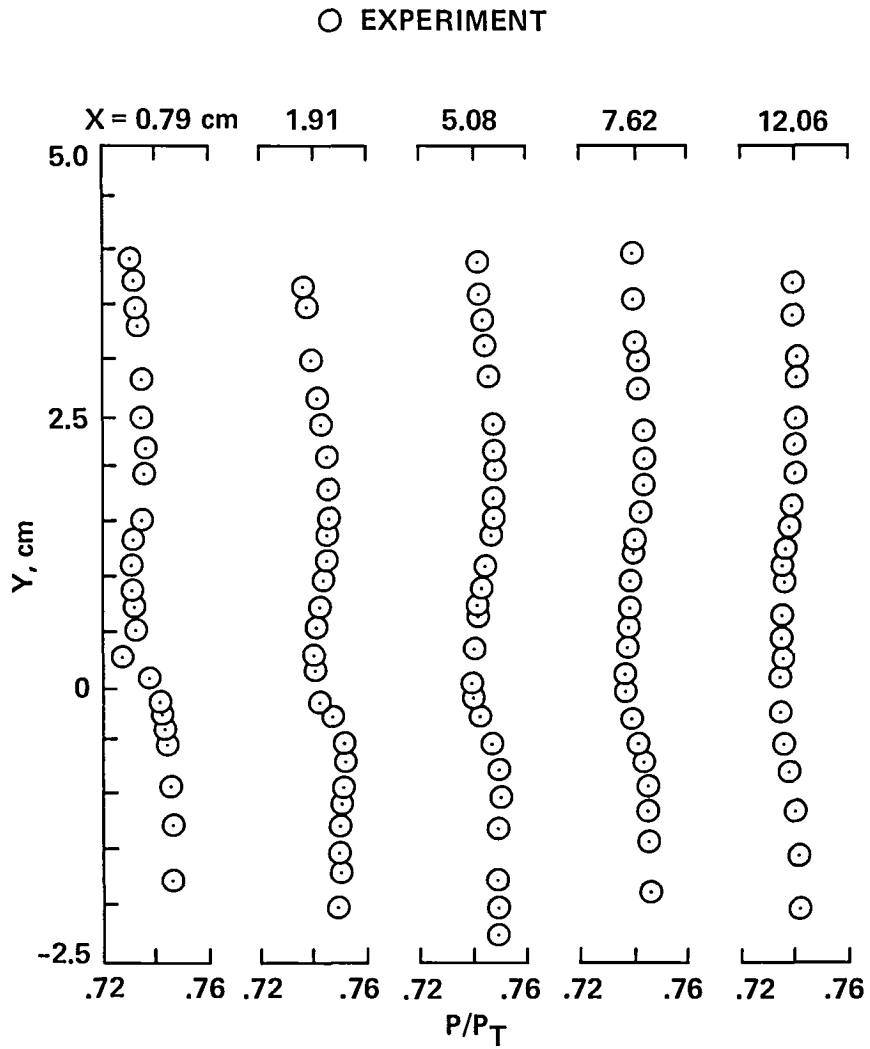 EXPERIMENT
X = 0.79 cm 1.91 5.08 7.62 12.06
5.0
2.5
Y, cm
0
-2.5
.72 .76 .72 .76 .72 .76 .72 .76 .72 .76
P/PT